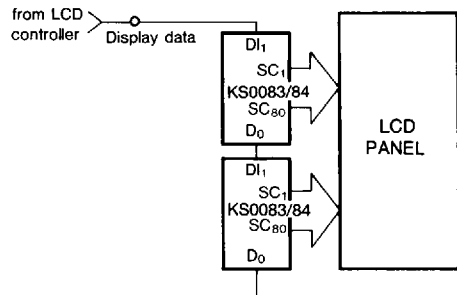 from LCD
controller
Display data
DI₁
SC₁
KS0083/84
SC₈₀
D₀
DI₁
SC₁
KS0083/84
SC₈₀
D₀
LCD
PANEL